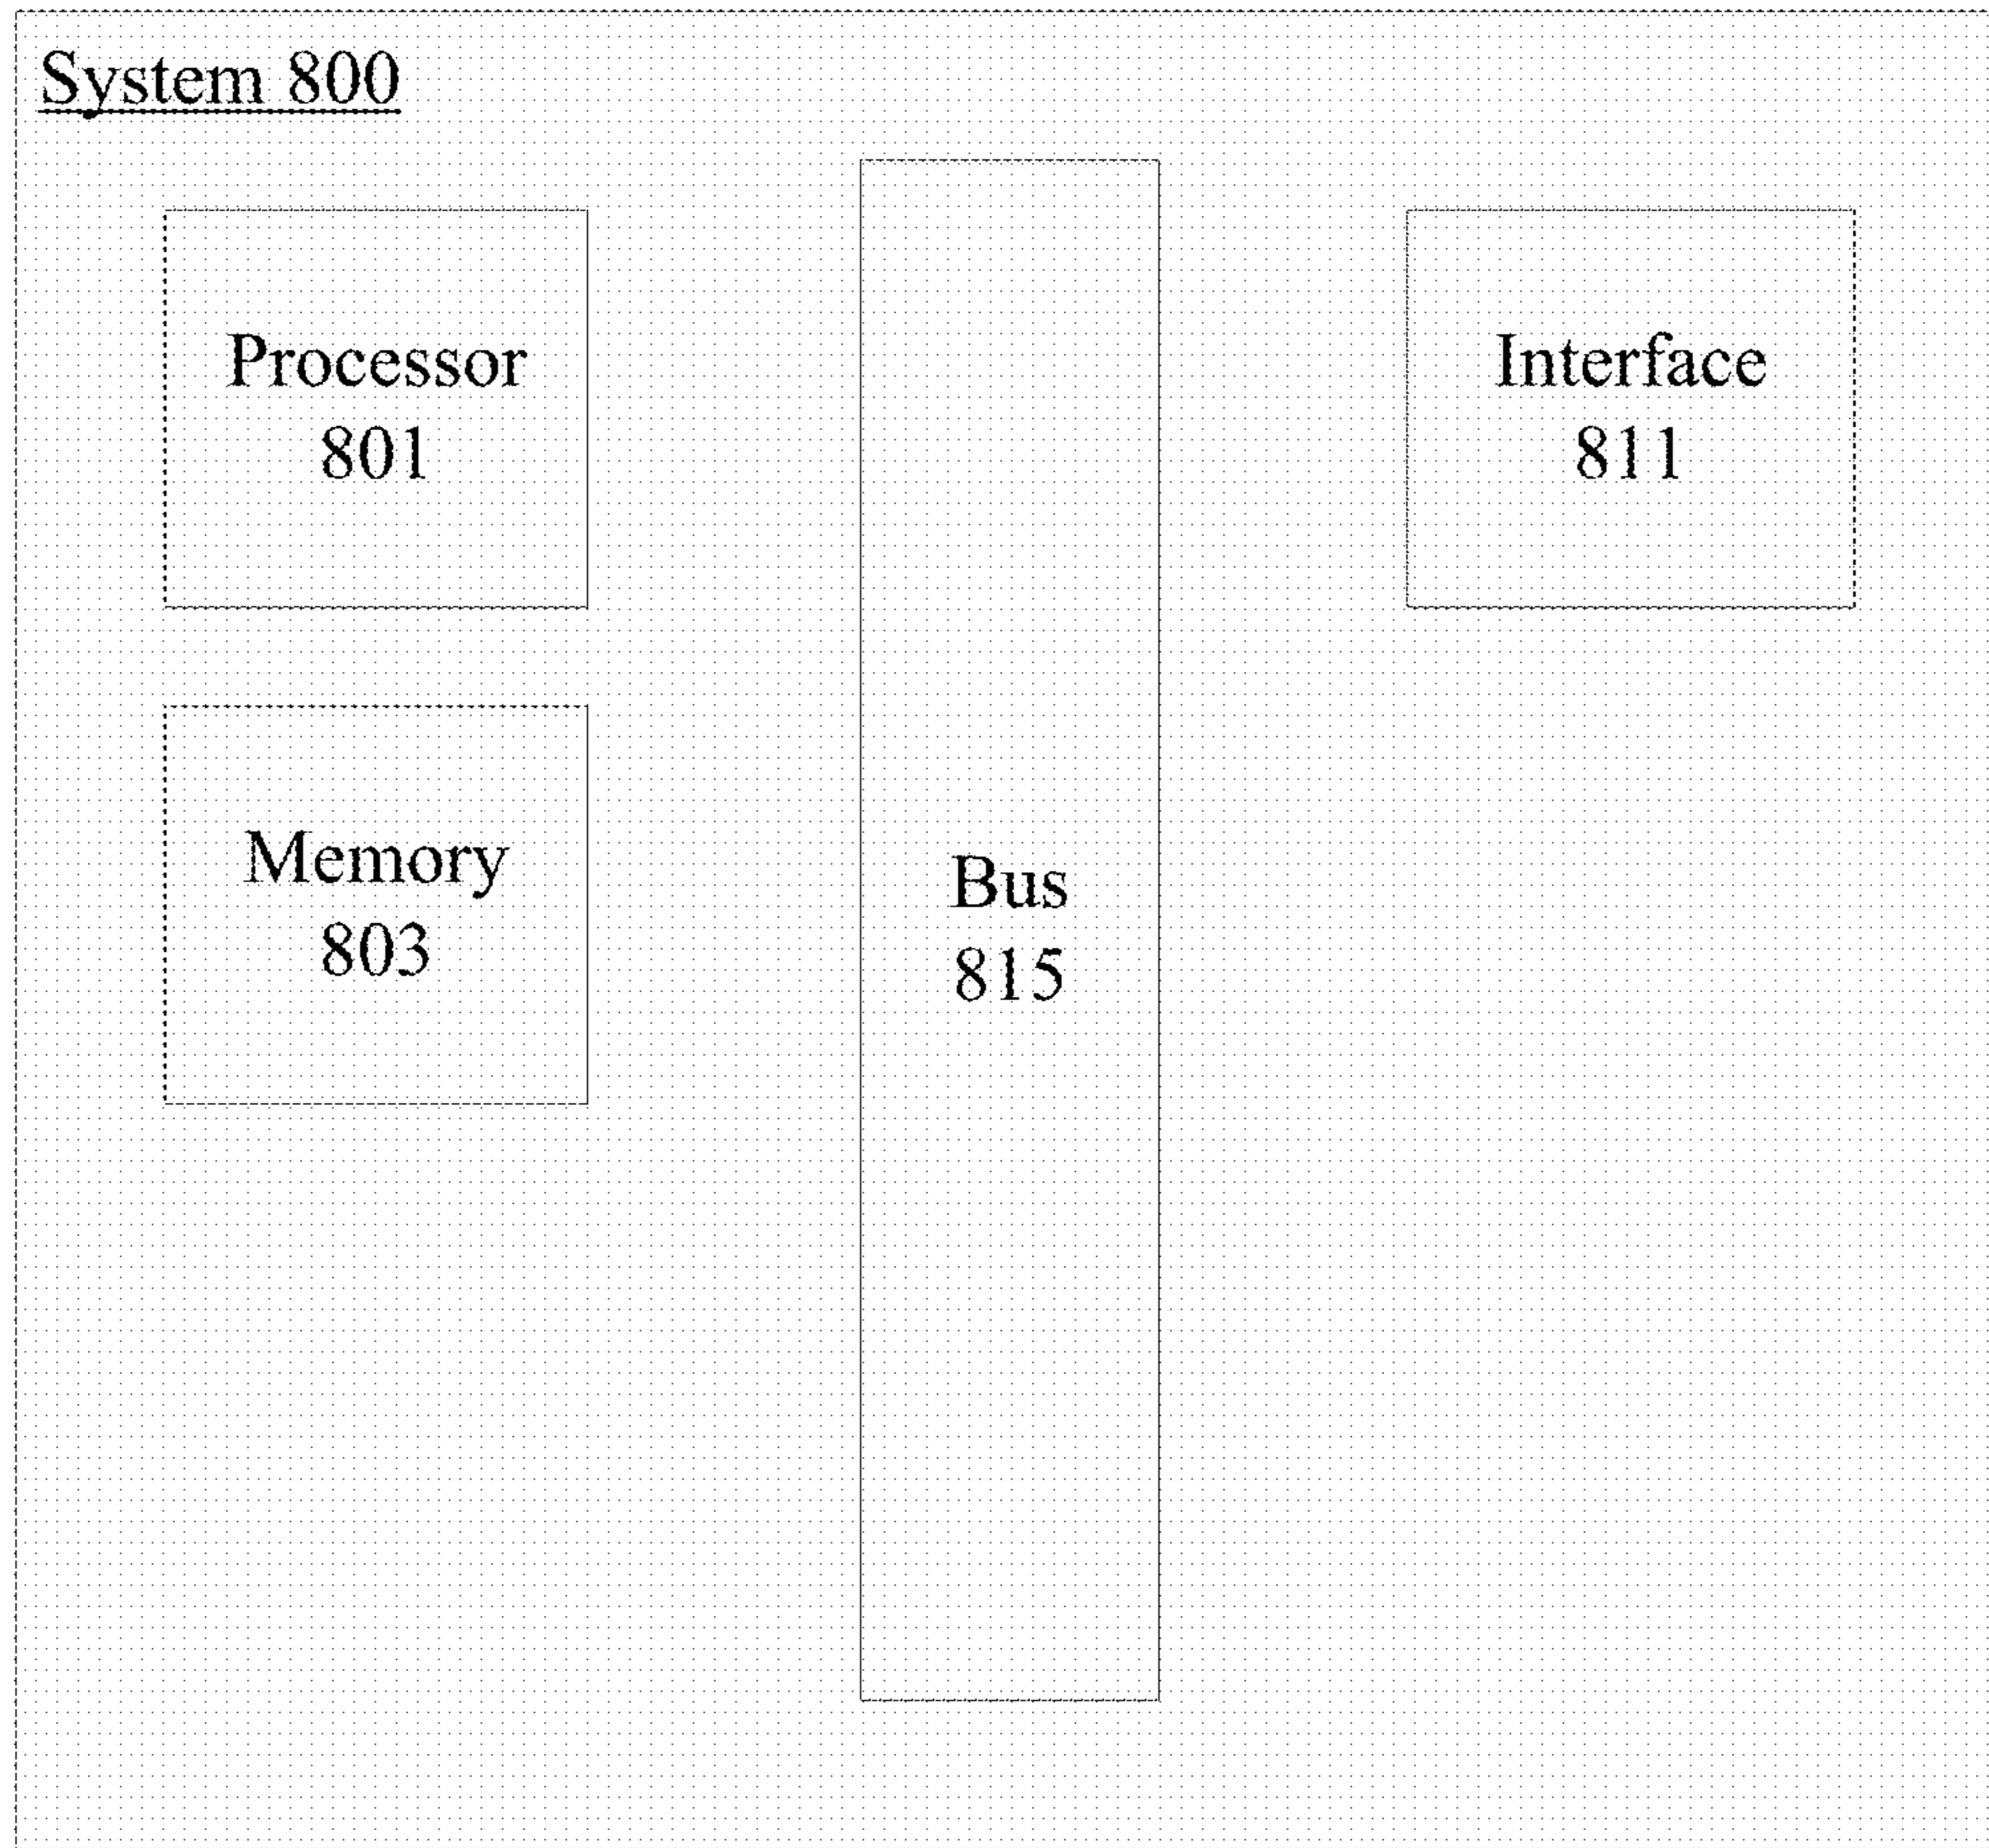 System 800
Processor
801
Interface
811
Memory
803
Bus
815